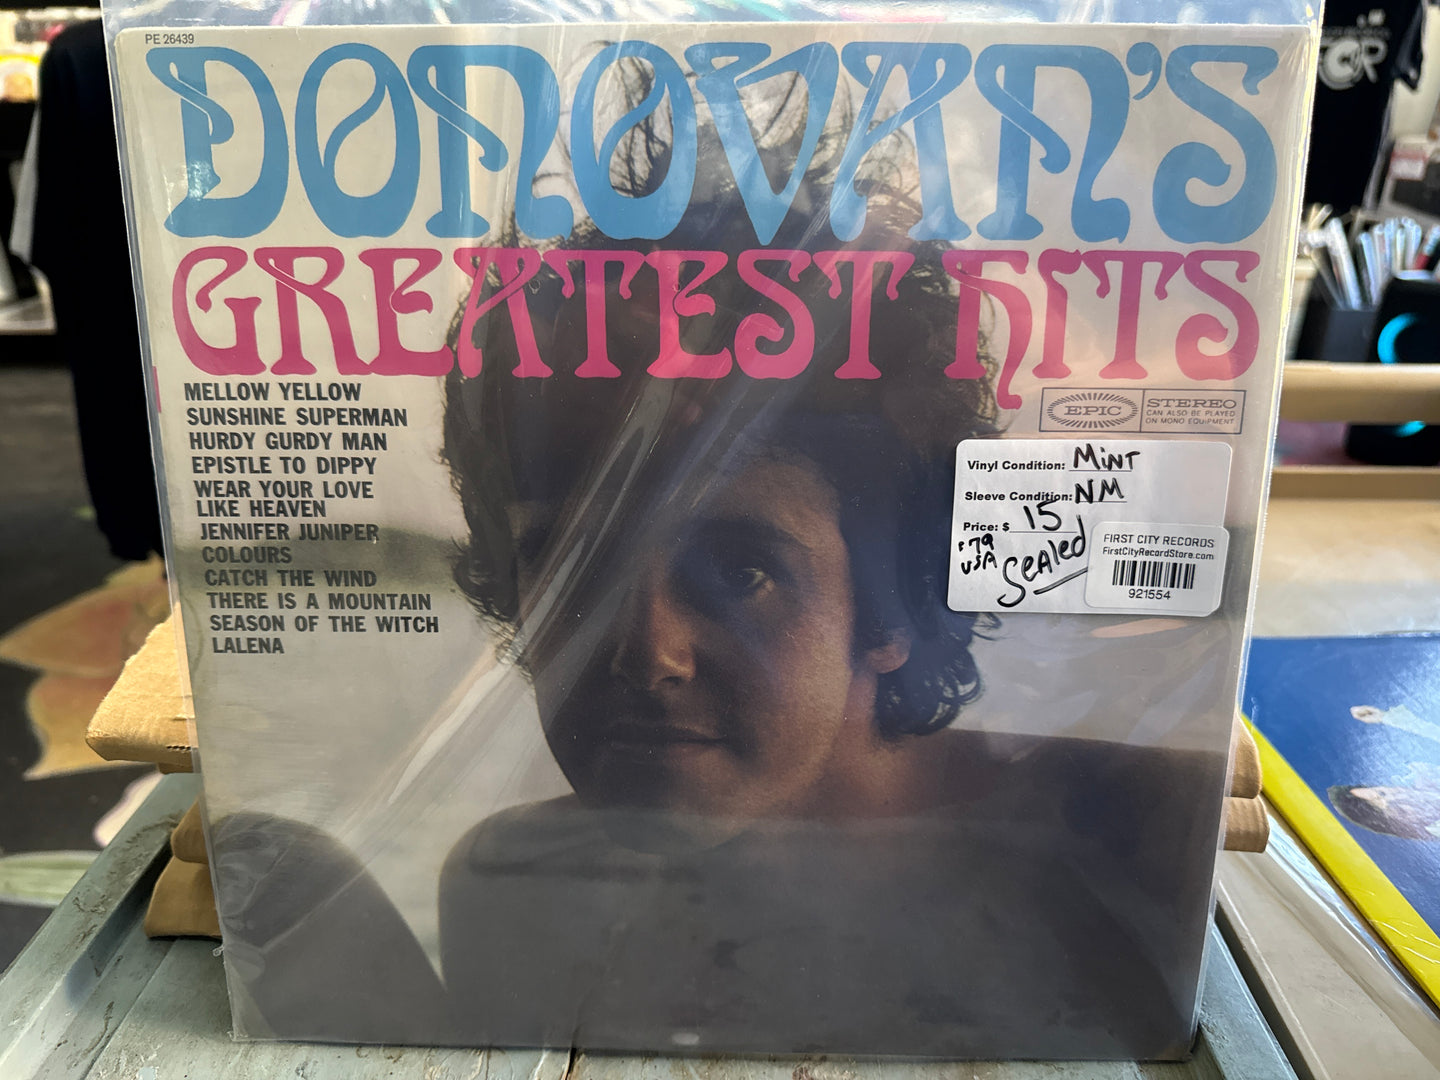 PE 26439
DONOVAN'S
GREATEST HITS
MELLOW YELLOW
SUNSHINE SUPERMAN
HURDY GURDY MAN
EPISTLE TO DIPPY
WEAR YOUR LOVE
LIKE HEAVEN
JENNIFER JUNIPER
COLOURS
CATCH THE WIND
THERE IS A MOUNTAIN
SEASON OF THE WITCH
LALENA
EPIC
STEREO
CAN ALSO BE PLAYED
ON MONO EQUIPMENT
Vinyl Condition: MiNT
Sleeve Condition: NM
Price: $ 15
'79
USA
SeAled
FIRST CITY RECORDS
FirstCityRecordStore.com
921554